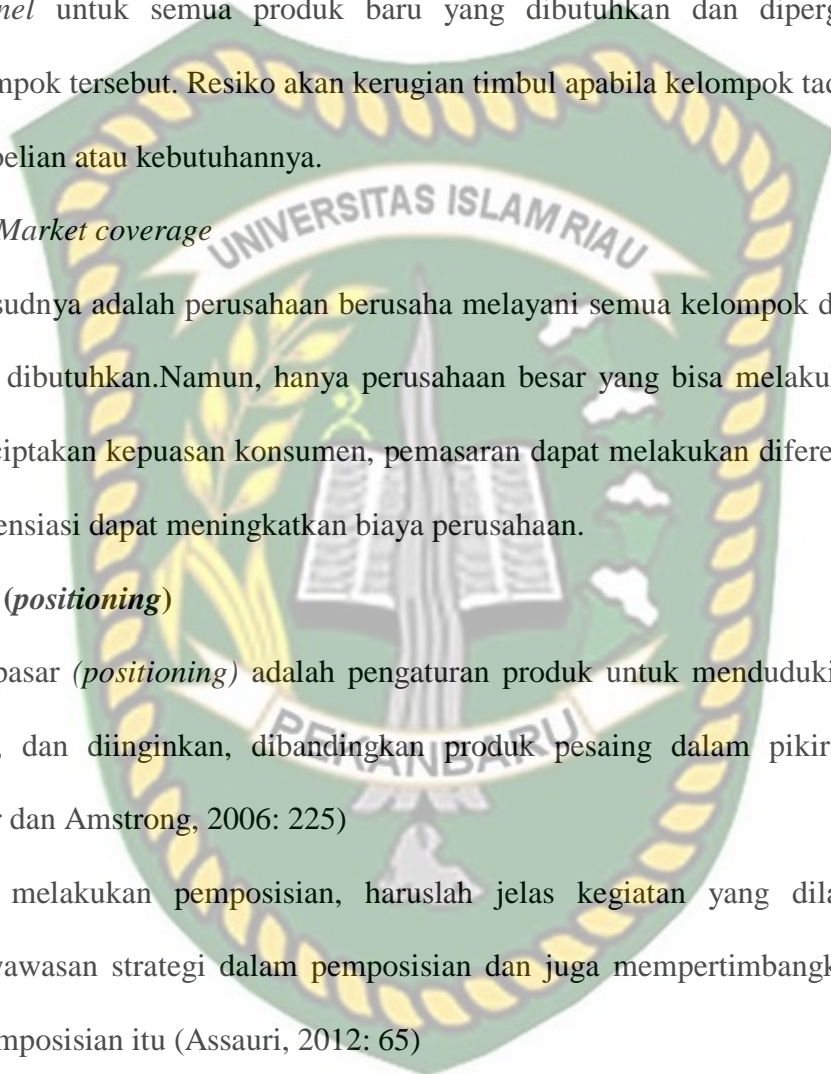 nel untuk semua produk baru yang dibutuhkan dan diperg
mpok tersebut. Resiko akan kerugian timbul apabila kelompok tad
belian atau kebutuhannya.
Market coverage
UNIVERSITAS ISLAM RIAU
sudnya adalah perusahaan berusaha melayani semua kelompok d
dibutuhkan.Namun, hanya perusahaan besar yang bisa melaku
ciptakan kepuasan konsumen, pemasaran dapat melakukan difere
ensiasi dapat meningkatkan biaya perusahaan.
(positioning)
pasar (positioning) adalah pengaturan produk untuk menduduki
, dan diinginkan, dibandingkan produk pesaing dalam pikir
PEKANBARU
r dan Amstrong, 2006: 225)
melakukan pemposisian, haruslah jelas kegiatan yang dila
yawasan strategi dalam pemposisian dan juga mempertimbangk
mposisian itu (Assauri, 2012: 65)